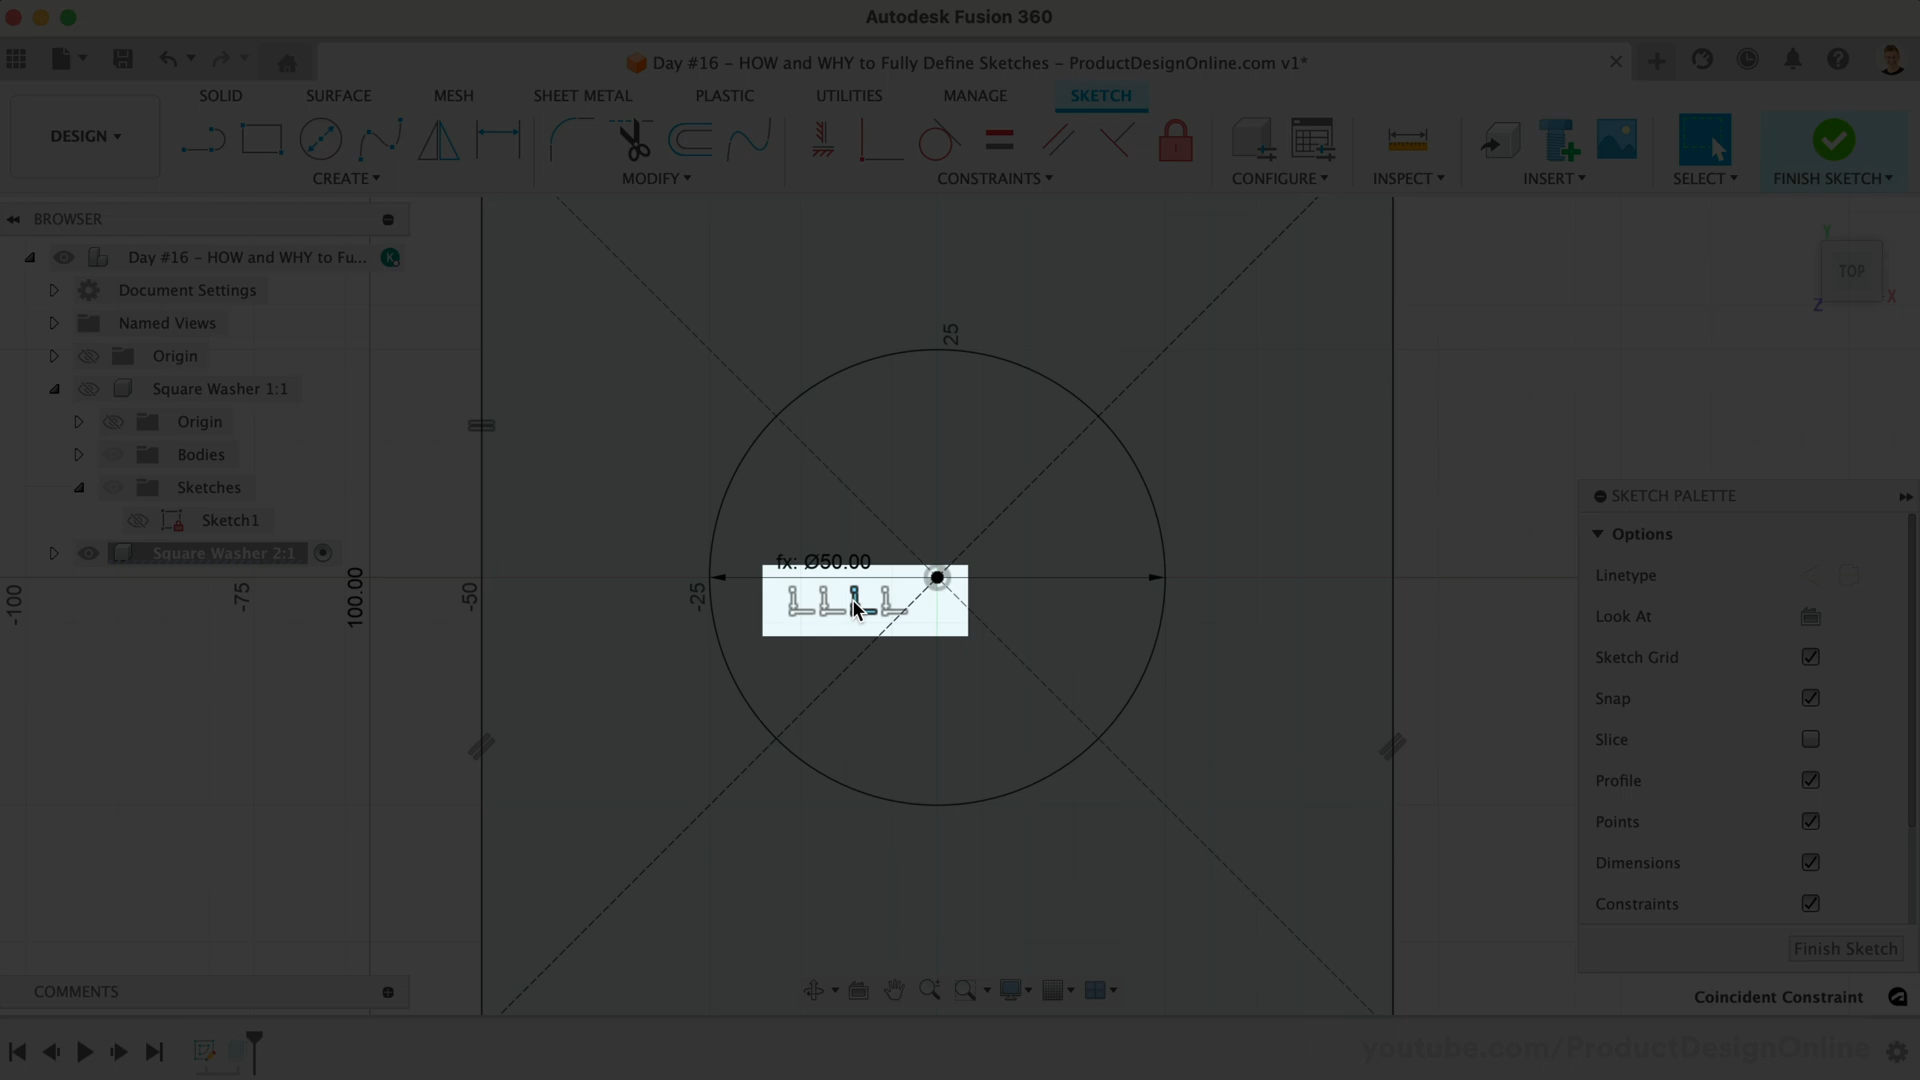 Autodesk Fusion 360
Day #16 – HOW and WHY to Fully Define Sketches – ProductDesignOnline.com v1*
SOLID SURFACE MESH SHEET METAL PLASTIC UTILITIES MANAGE SKETCH
DESIGN
CREATE MODIFY CONSTRAINTS CONFIGURE INSPECT INSERT SELECT FINISH SKETCH
BROWSER
Day #16 – HOW and WHY to Fu... K
Document Settings
Named Views
Origin
Square Washer 1:1
Origin
Bodies
Sketches
Sketch1
Square Washer 2:1
Y
TOP
Z X
25
fx: Ø50.00
-100
-75
100.00
-50
-25
SKETCH PALETTE
Options
Linetype
Look At
Sketch Grid
Snap
Slice
Profile
Points
Dimensions
Constraints
Finish Sketch
COMMENTS
Coincident Constraint
youtube.com/ProductDesignOnline